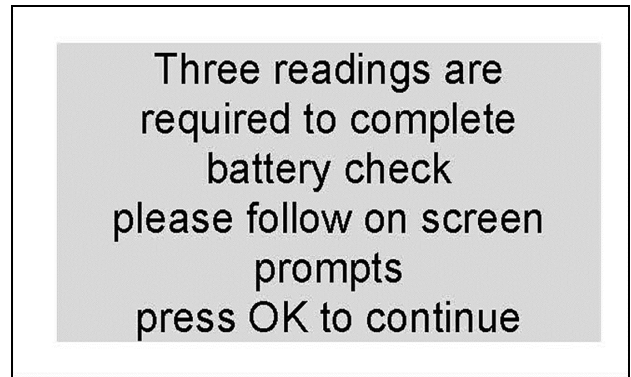 Three readings are
required to complete
battery check
please follow on screen
prompts
press OK to continue